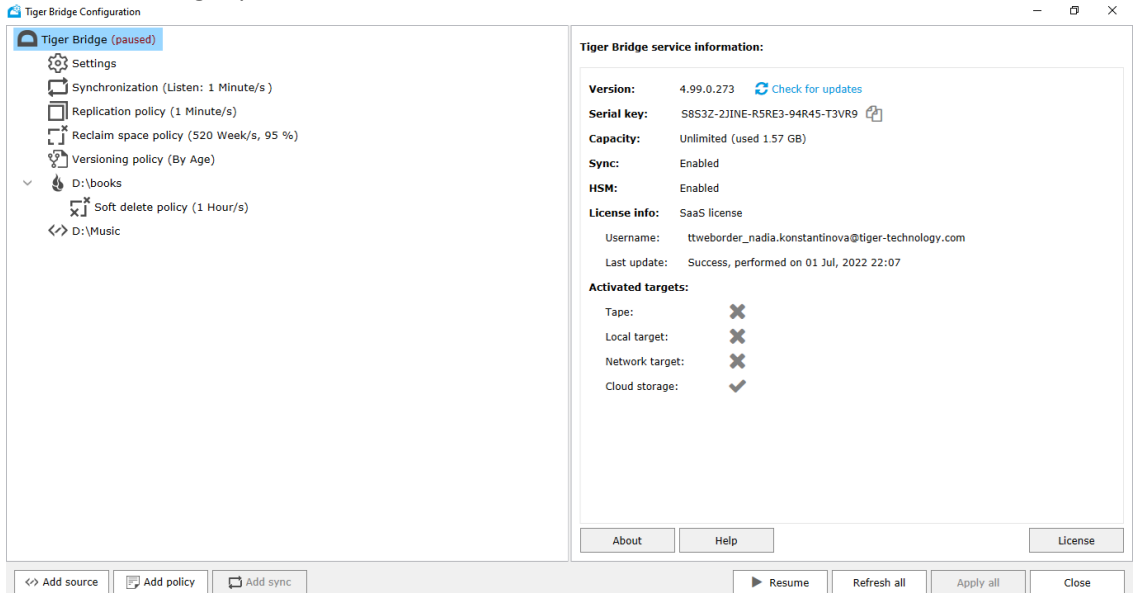 Tiger Bridge Configuration
Tiger Bridge (paused)
Settings
Synchronization (Listen: 1 Minute/s )
Replication policy (1 Minute/s)
Reclaim space policy (520 Week/s, 95 %)
Versioning policy (By Age)
D:\books
Soft delete policy (1 Hour/s)
D:\Music
Tiger Bridge service information:
Version: 4.99.0.273 Check for updates
Serial key: S8S3Z-2JINE-R5RE3-94R45-T3VR9
Capacity: Unlimited (used 1.57 GB)
Sync: Enabled
HSM: Enabled
License info: SaaS license
Username: ttweborder_nadia.konstantinova@tiger-technology.com
Last update: Success, performed on 01 Jul, 2022 22:07
Activated targets:
Tape:
Local target:
Network target:
Cloud storage:
About Help License
Add source Add policy Add sync Resume Refresh all Apply all Close